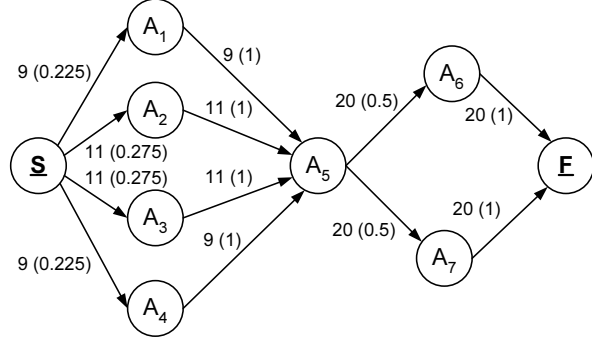 A1
9 (1)
9 (0.225)
A6
20 (0.5)
20 (1)
A2
11 (1)
11 (0.275)
S
A5
F
11 (0.275)
11 (1)
A3
20 (0.5)
20 (1)
9 (1)
9 (0.225)
A7
A4